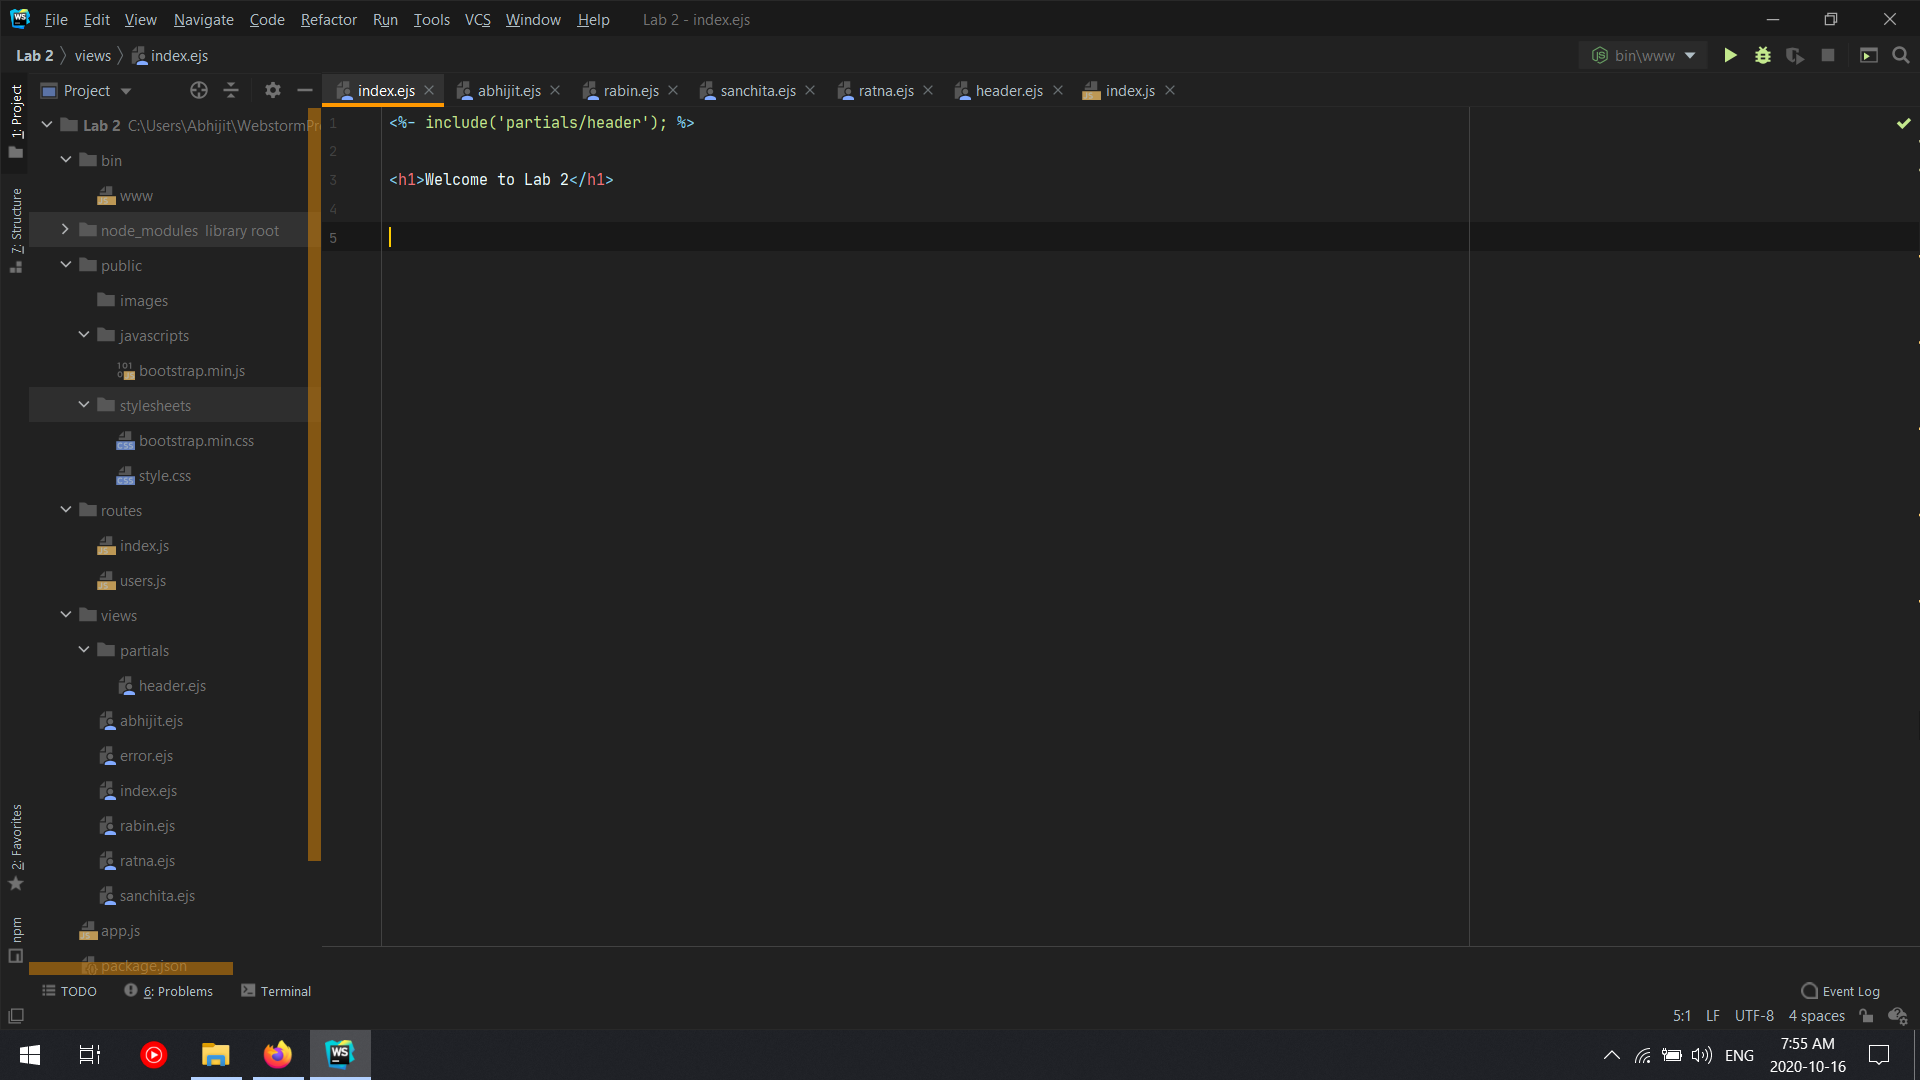 File Edit View Navigate Code Refactor Run Tools VCS Window Help Lab 2 - index.ejs
Lab 2 views index.ejs bin\www
Project
index.ejs abhijit.ejs rabin.ejs sanchita.ejs ratna.ejs header.ejs index.js
1: Project
7: Structure
2: Favorites
npm
Lab 2 C:\Users\Abhijit\WebstormPr
bin
www
node_modules library root
public
images
javascripts
bootstrap.min.js
stylesheets
bootstrap.min.css
style.css
routes
index.js
users.js
views
partials
header.ejs
abhijit.ejs
error.ejs
index.ejs
rabin.ejs
ratna.ejs
sanchita.ejs
app.js
package.json
1 <%- include('partials/header'); %>
2
3 <h1>Welcome to Lab 2</h1>
4
5
TODO 6: Problems Terminal Event Log
5:1 LF UTF-8 4 spaces
ENG
7:55 AM
2020-10-16